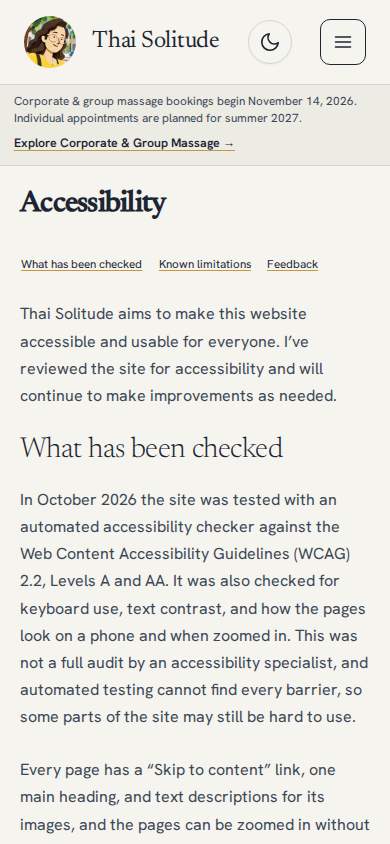 Thai Solitude
Corporate & group massage bookings begin November 14, 2026.
Individual appointments are planned for summer 2027.
Explore Corporate & Group Massage →
Accessibility
What has been checked Known limitations Feedback
Thai Solitude aims to make this website
accessible and usable for everyone. I’ve
reviewed the site for accessibility and will
continue to make improvements as needed.
What has been checked
In October 2026 the site was tested with an
automated accessibility checker against the
Web Content Accessibility Guidelines (WCAG)
2.2, Levels A and AA. It was also checked for
keyboard use, text contrast, and how the pages
look on a phone and when zoomed in. This was
not a full audit by an accessibility specialist, and
automated testing cannot find every barrier, so
some parts of the site may still be hard to use.
Every page has a “Skip to content” link, one
main heading, and text descriptions for its
images, and the pages can be zoomed in without